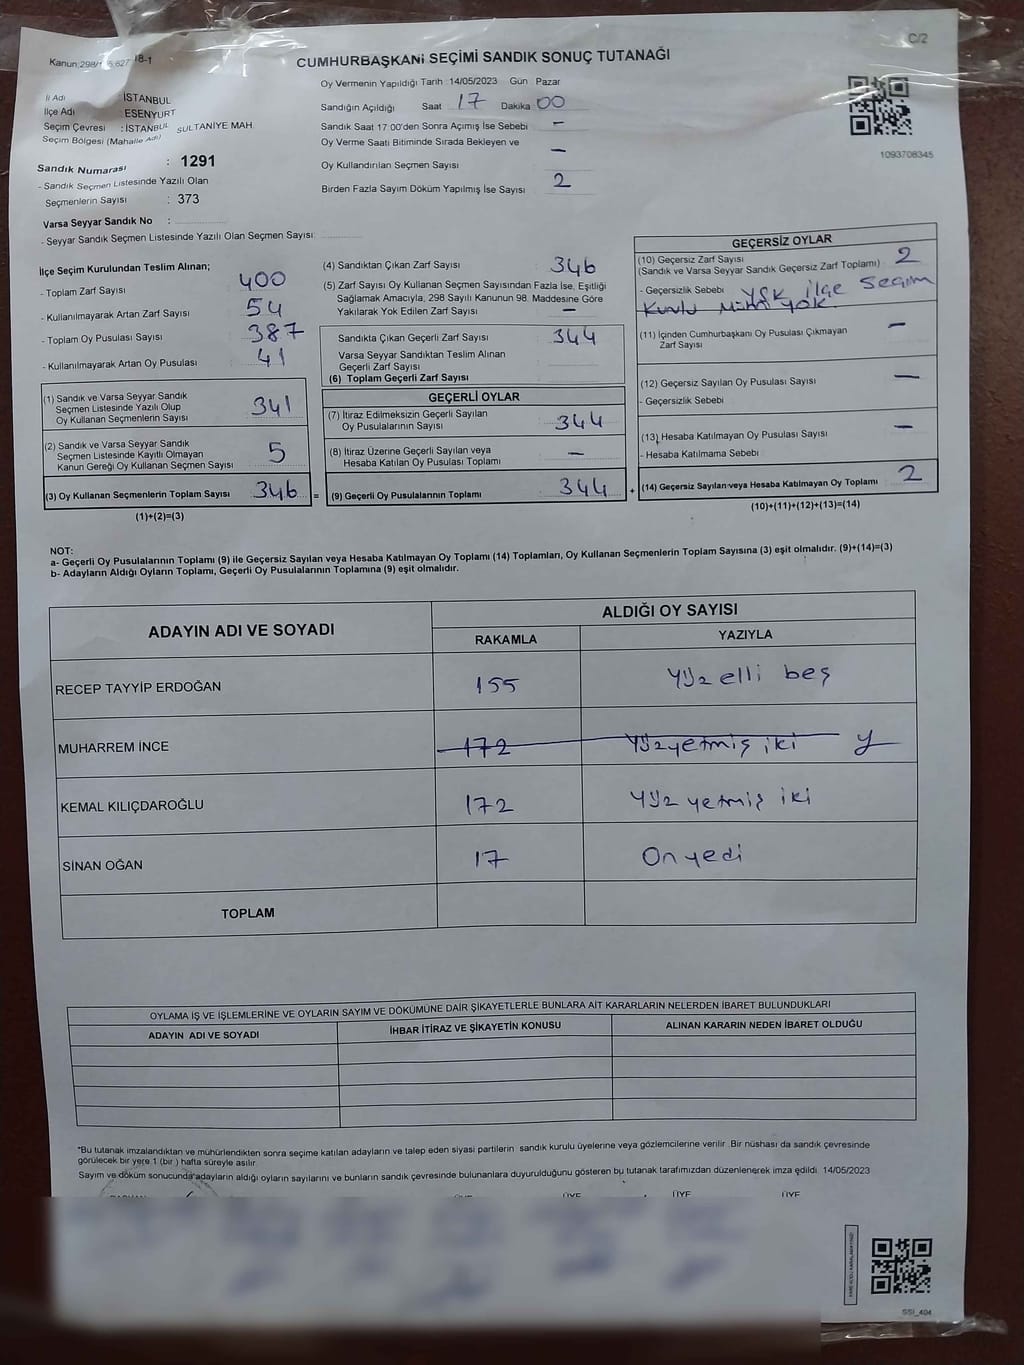 C/2
Kanun:298/
18-1
CUMHURBAŞKANI SEÇİMİ SANDIK SONUÇ TUTANAĞI
Oy Vermenin Yapıldığı Tarih :14/05/2023 Gün Pazar
İl Adı : İSTANBUL
İlçe Adı : ESENYURT
Seçim Çevresi : İSTANBUL
Seçim Bölgesi (Mahalle Adı) SULTANİYE MAH.
Sandığın Açıldığı Saat 17 Dakika 00
Sandık Saat 17:00'den Sonra Açımış İse Sebebi —
Oy Verme Saati Bitiminde Sırada Bekleyen ve
Oy Kullandırılan Seçmen Sayısı —
Birden Fazla Sayım Döküm Yapılmış İse Sayısı 2
1093708345
Sandık Numarası : 1291
- Sandık Seçmen Listesinde Yazılı Olan
Seçmenlerin Sayısı : 373
Varsa Seyyar Sandık No :
- Seyyar Sandık Seçmen Listesinde Yazılı Olan Seçmen Sayısı:
İlçe Seçim Kurulundan Teslim Alınan;
- Toplam Zarf Sayısı 400
- Kullanılmayarak Artan Zarf Sayısı 54
- Toplam Oy Pusulası Sayısı 387
- Kullanılmayarak Artan Oy Pusulası 41
(1) Sandık ve Varsa Seyyar Sandık
Seçmen Listesinde Yazılı Olup
Oy Kullanan Seçmenlerin Sayısı 341
(2) Sandık ve Varsa Seyyar Sandık
Seçmen Listesinde Kayıtlı Olmayan
Kanun Gereği Oy Kullanan Seçmen Sayısı 5
(3) Oy Kullanan Seçmenlerin Toplam Sayısı 346 =
(1)+(2)=(3)
(4) Sandıktan Çıkan Zarf Sayısı 346
(5) Zarf Sayısı Oy Kullanan Seçmen Sayısından Fazla İse, Eşitliği
Sağlamak Amacıyla, 298 Sayılı Kanunun 98. Maddesine Göre
Yakılarak Yok Edilen Zarf Sayısı —
Sandıkta Çıkan Geçerli Zarf Sayısı 344
Varsa Seyyar Sandıktan Teslim Alınan
Geçerli Zarf Sayısı
(6) Toplam Geçerli Zarf Sayısı
GEÇERLİ OYLAR
(7) İtiraz Edilmeksizin Geçerli Sayılan
Oy Pusulalarının Sayısı 344
(8) İtiraz Üzerine Geçerli Sayılan veya
Hesaba Katılan Oy Pusulası Toplamı —
(9) Geçerli Oy Pusulalarının Toplamı 344 +
GEÇERSİZ OYLAR
(10) Geçersiz Zarf Sayısı 2
(Sandık ve Varsa Seyyar Sandık Geçersiz Zarf Toplamı)
- Geçersizlik Sebebi YSK ilçe Seçim
Kurulu Mührü yok
(11) İçinden Cumhurbaşkanı Oy Pusulası Çıkmayan
Zarf Sayısı —
(12) Geçersiz Sayılan Oy Pusulası Sayısı —
- Geçersizlik Sebebi
(13) Hesaba Katılmayan Oy Pusulası Sayısı —
- Hesaba Katılmama Sebebi
(14) Geçersiz Sayılan veya Hesaba Katılmayan Oy Toplamı 2
(10)+(11)+(12)+(13)=(14)
NOT:
a- Geçerli Oy Pusulalarının Toplamı (9) ile Geçersiz Sayılan veya Hesaba Katılmayan Oy Toplamı (14) Toplamları, Oy Kullanan Seçmenlerin Toplam Sayısına (3) eşit olmalıdır. (9)+(14)=(3)
b- Adayların Aldığı Oyların Toplamı, Geçerli Oy Pusulalarının Toplamına (9) eşit olmalıdır.
ADAYIN ADI VE SOYADI
ALDIĞI OY SAYISI
RAKAMLA YAZIYLA
RECEP TAYYİP ERDOĞAN 155 Yüz elli beş
MUHARREM İNCE 172 Yüz yetmiş iki y
KEMAL KILIÇDAROĞLU 172 Yüz yetmiş iki
SİNAN OĞAN 17 On yedi
TOPLAM
OYLAMA İŞ VE İŞLEMLERİNE VE OYLARIN SAYIM VE DÖKÜMÜNE DAİR ŞİKAYETLERLE BUNLARA AİT KARARLARIN NELERDEN İBARET BULUNDUKLARI
ADAYIN ADI VE SOYADI İHBAR İTİRAZ VE ŞİKAYETİN KONUSU ALINAN KARARIN NEDEN İBARET OLDUĞU
*Bu tutanak imzalandıktan ve mühürlendikten sonra seçime katılan adayların ve talep eden siyasi partilerin sandık kurulu üyelerine veya gözlemcilerine verilir. Bir nüshası da sandık çevresinde
görülecek bir yere 1 (bir) hafta süreyle asılır.
Sayım ve döküm sonucunda adayların aldığı oyların sayılarını ve bunların sandık çevresinde bulunanlara duyurulduğunu gösteren bu tutanak tarafımızdan düzenlenerek imza edildi. 14/05/2023
ÜYE ÜYE ÜYE ÜYE
SSI_404